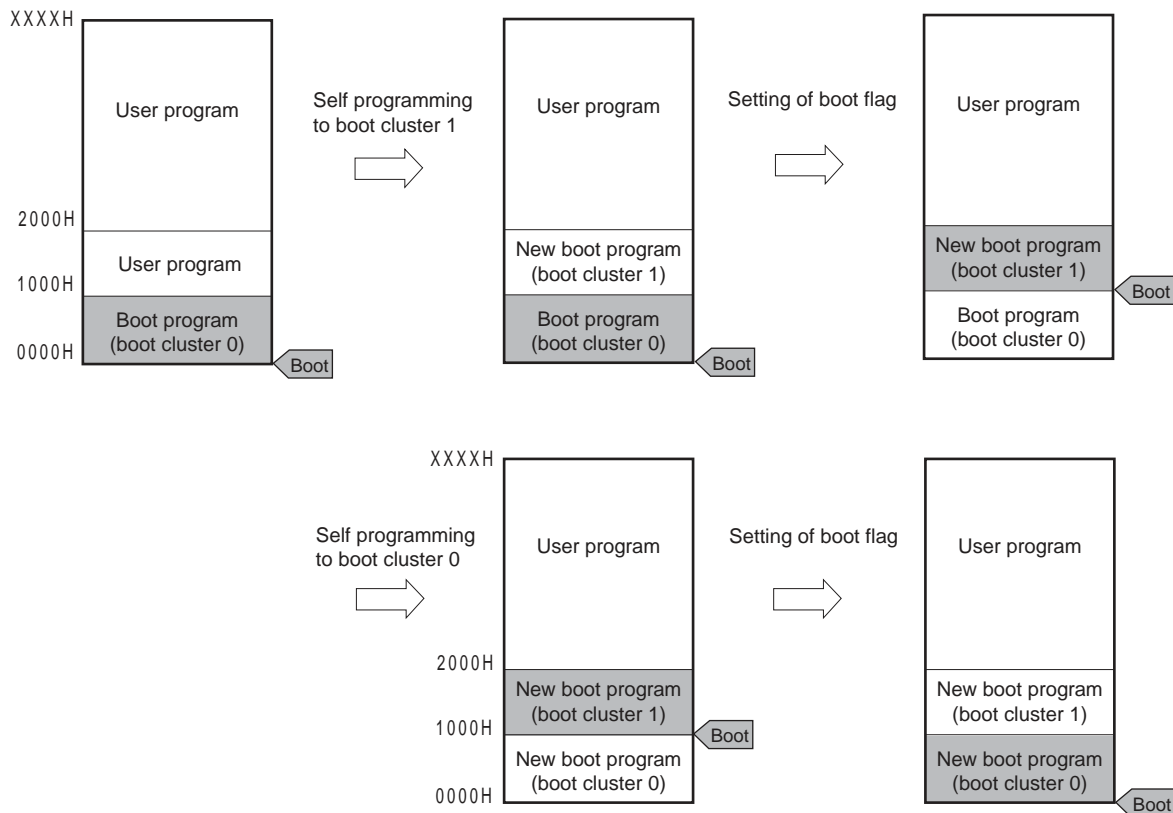 XXXXH
User program
2000H
User program
1000H
Boot program
(boot cluster 0)
0000H
Boot
Self programming
to boot cluster 1
User program
New boot program
(boot cluster 1)
Boot program
(boot cluster 0)
Boot
Setting of boot flag
User program
New boot program
(boot cluster 1)
Boot
Boot program
(boot cluster 0)
Self programming
to boot cluster 0
XXXXH
User program
2000H
New boot program
(boot cluster 1)
1000H
Boot
New boot program
(boot cluster 0)
0000H
Setting of boot flag
User program
New boot program
(boot cluster 1)
New boot program
(boot cluster 0)
Boot